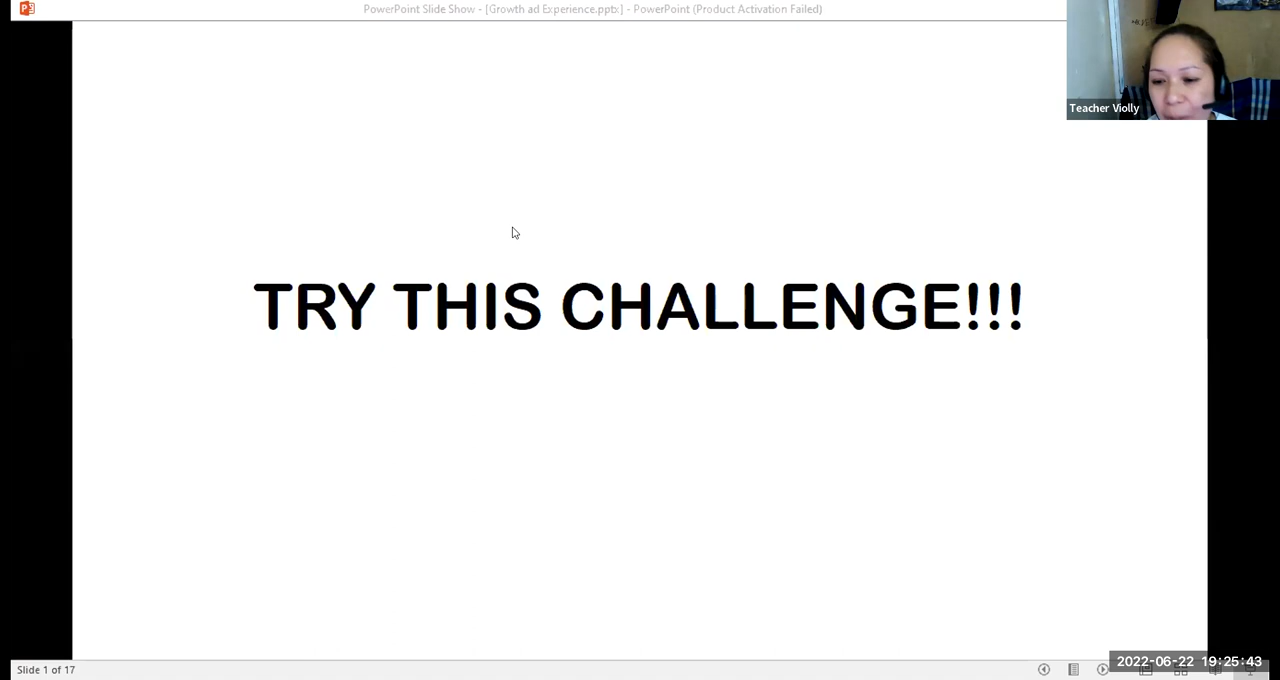 PowerPoint Slide Show - [Growth ad Experience.pptx] - PowerPoint (Product Activation Failed)
Teacher Violly
TRY THIS CHALLENGE!!!
Slide 1 of 17
2022-06-22 19:25:43